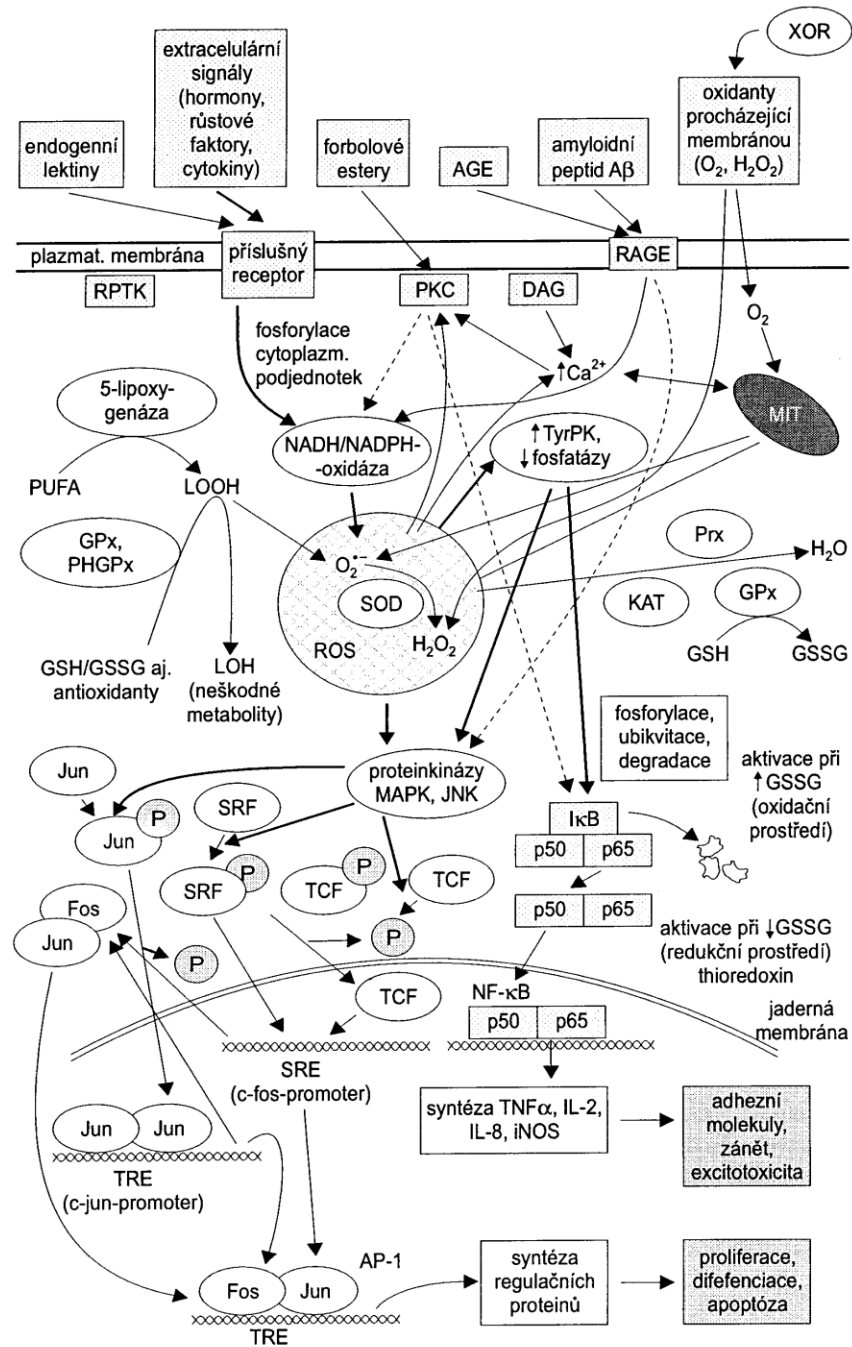 XOR
extracelulární
signály
(hormony,
růstové
faktory,
cytokiny)
endogenní
lektiny
forbolové
estery
AGE
amyloidní
peptid Aβ
oxidanty
procházející
membránou
(O₂, H₂O₂)
plazmat. membrána
příslušný
receptor
RAGE
RPTK
PKC
DAG
O₂
fosforylace
cytoplazm.
podjednotek
↑Ca²⁺
MIT
5-lipoxy-
genáza
NADH/NADPH-
-oxidáza
↑TyrPK,
↓fosfatázy
PUFA
LOOH
GPx,
PHGPx
O₂•−
SOD
ROS
H₂O₂
Prx
H₂O
KAT
GPx
GSH
GSSG
GSH/GSSG aj.
antioxidanty
LOH
(neškodné
metabolity)
fosforylace,
ubikvitace,
degradace
proteinkinázy
MAPK, JNK
aktivace při
↑GSSG
(oxidační
prostředí)
Jun
P
Jun
SRF
P
SRF
P
TCF
TCF
P
IκB
p50
p65
p50
p65
Fos
Jun
P
aktivace při ↓GSSG
(redukční prostředí)
thioredoxin
TCF
NF-κB
p50
p65
jaderná
membrána
SRE
(c-fos-promoter)
Jun
Jun
TRE
(c-jun-promoter)
syntéza TNFα, IL-2,
IL-8, iNOS
adhezní
molekuly,
zánět,
excitotoxicita
AP-1
Fos
Jun
TRE
syntéza
regulačních
proteinů
proliferace,
difefenciace,
apoptóza